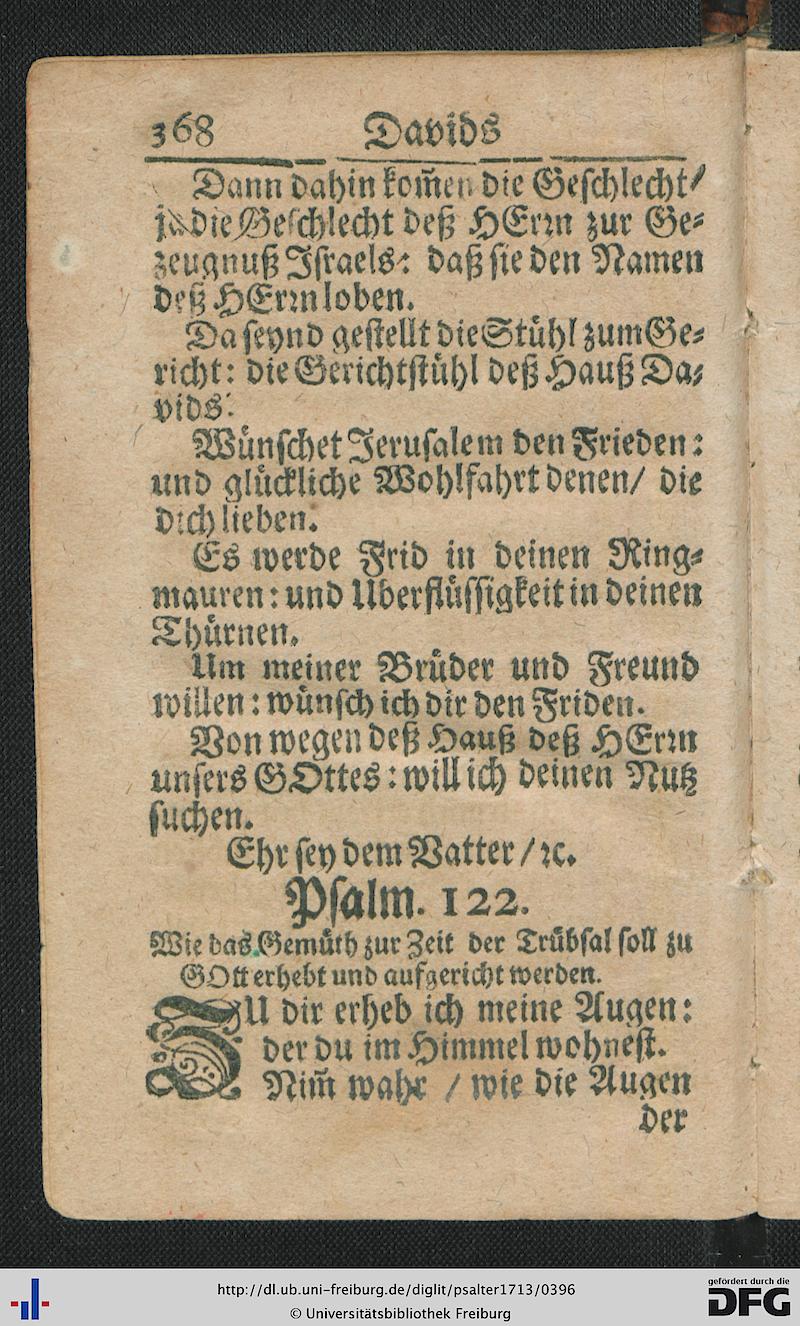 368 Davids
Dann dahin kom̃en die Geschlecht/
ja die Geschlecht deß HErꝛn zur Ge-
zeugnuß Israels: daß sie den Namen
deß HErꝛn loben.
Da seynd gestellt die Stühl zum Ge-
richt: die Gerichtstühl deß Hauß Da-
vids.
Wünschet Jerusalem den Frieden:
und glückliche Wohlfahrt denen/ die
dich lieben.
Es werde Frid in deinen Ring-
mauren: und Uberflüssigkeit in deinen
Thürnen.
Um meiner Brüder und Freund
willen: wünsch ich dir den Friden.
Von wegen deß Hauß deß HErꝛn
unsers GOttes: will ich deinen Nutz
suchen.
Ehr sey dem Vatter/ ꝛc.
Psalm. 122.
Wie das Gemüth zur Zeit der Trübsal soll zu
GOtt erhebt und aufgericht werden.
ZU dir erheb ich meine Augen:
der du im Himmel wohnest.
Nim̃ wahr / wie die Augen
der
http://dl.ub.uni-freiburg.de/diglit/psalter1713/0396
© Universitätsbibliothek Freiburg
gefördert durch die
DFG